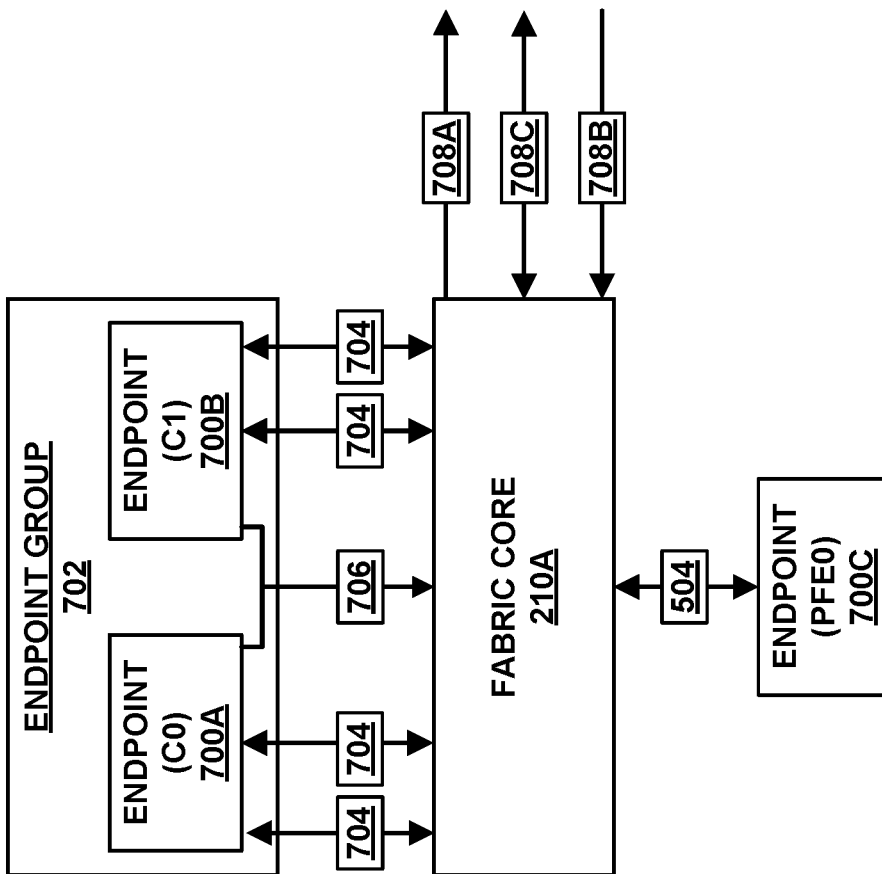 ENDPOINT GROUP
702
ENDPOINT
(C0)
700A
ENDPOINT
(C1)
700B
704
704
706
704
704
FABRIC CORE
210A
708A
708C
708B
504
ENDPOINT
(PFE0)
700C